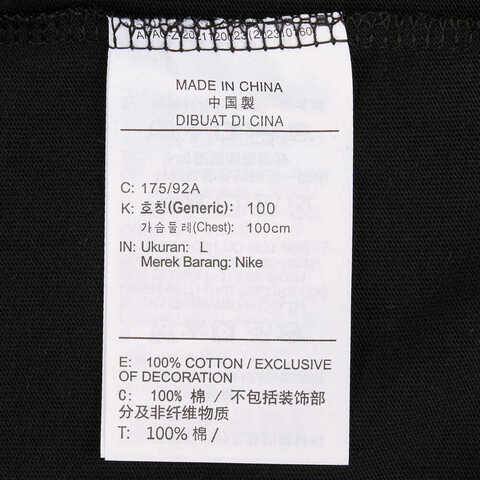 MADE IN CHINA
中国製
DIBUAT DI CINA
C: 175/92A
K: 호칭(Generic): 100
가슴둘레(Chest): 100cm
IN: Ukuran: L
Merek Barang: Nike
E: 100% COTTON / EXCLUSIVE
OF DECORATION
C: 100% 棉 / 不包括装饰部
分及非纤维物质
T: 100% 棉 /